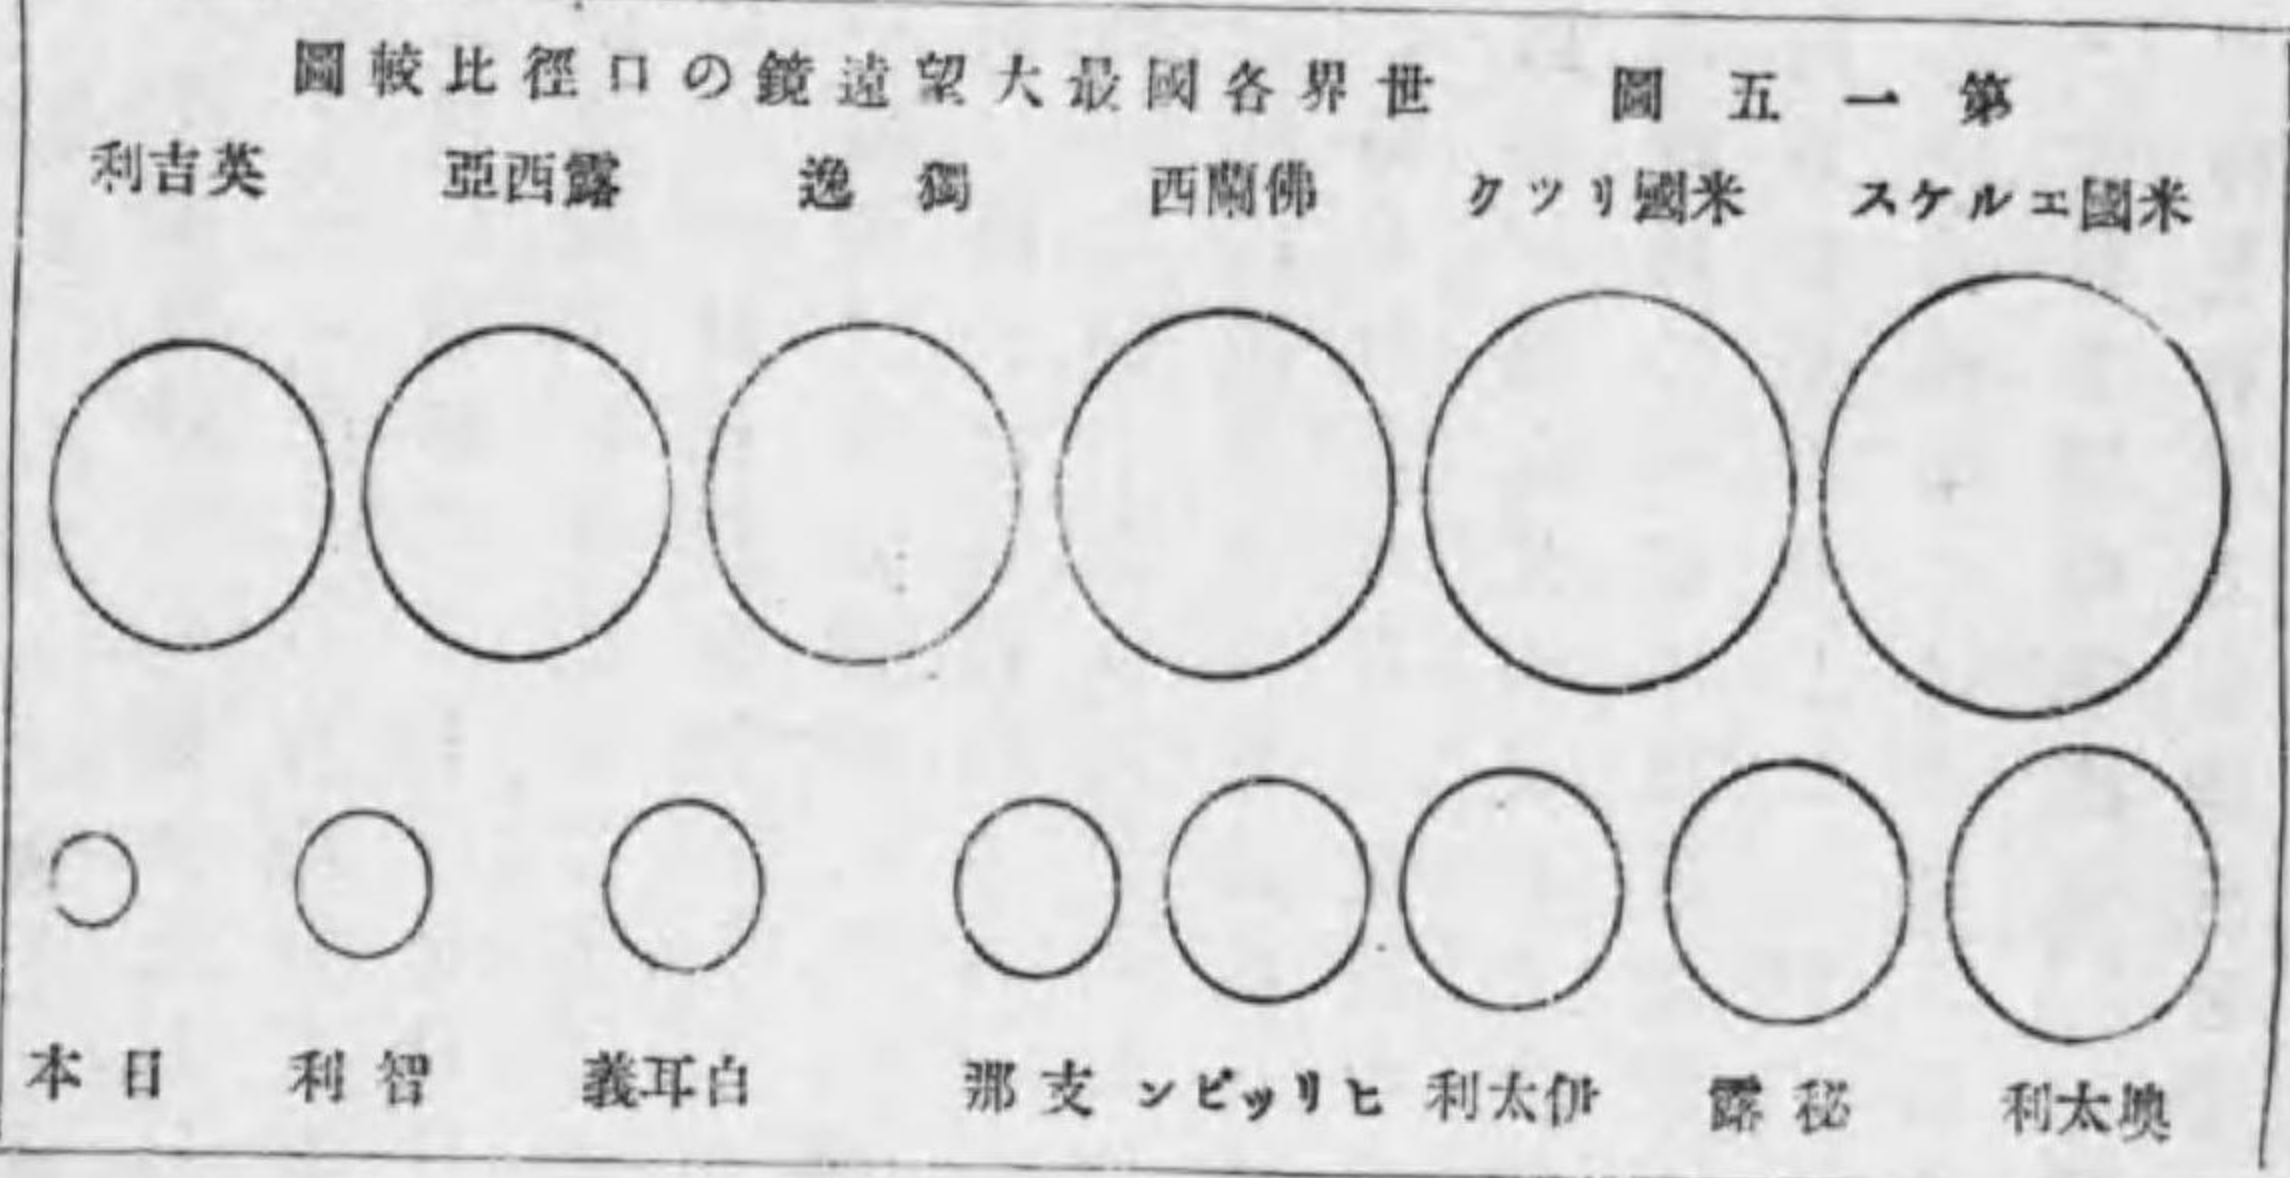 第一五圖 世界各國最大望遠鏡の口徑比較圖
米國エルケス
米國リック
佛蘭西
獨逸
露西亞
英吉利
墺太利
秘露
伊太利
ヒリッピン
支那
白耳義
智利
日本